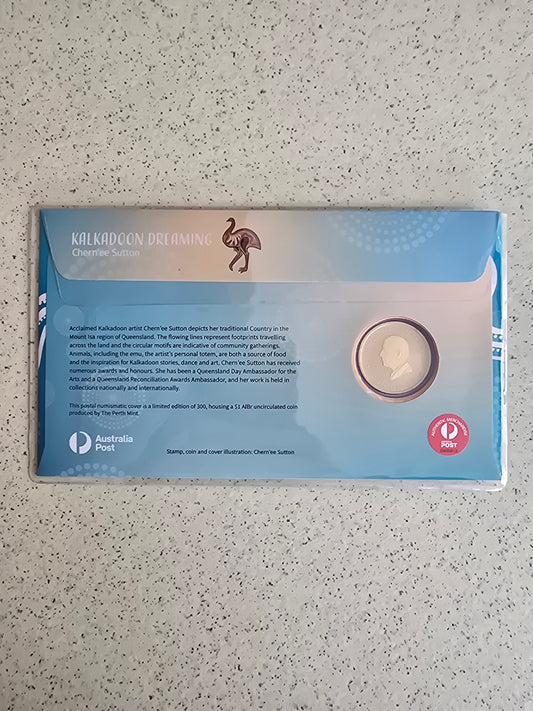 KALKADOON DREAMING
Chern'ee Sutton
Acclaimed Kalkadoon artist Chern'ee Sutton depicts her traditional Country in the
Mount Isa region of Queensland. The flowing lines represent footprints travelling
across the land and the circular motifs are indicative of community gatherings.
Animals, including the emu, the artist's personal totem, are both a source of food
and the inspiration for Kalkadoon stories, dance and art. Chern'ee Sutton has received
numerous awards and honours. She has been a Queensland Day Ambassador for the
Arts and a Queensland Reconciliation Awards Ambassador, and her work is held in
collections nationally and internationally.
This postal numismatic cover is a limited edition of 300, housing a $1 AlBr uncirculated coin
produced by The Perth Mint.
Australia
Post
Stamp, coin and cover illustration: Chern'ee Sutton
AUTHENTIC MERCHANDISE
POST